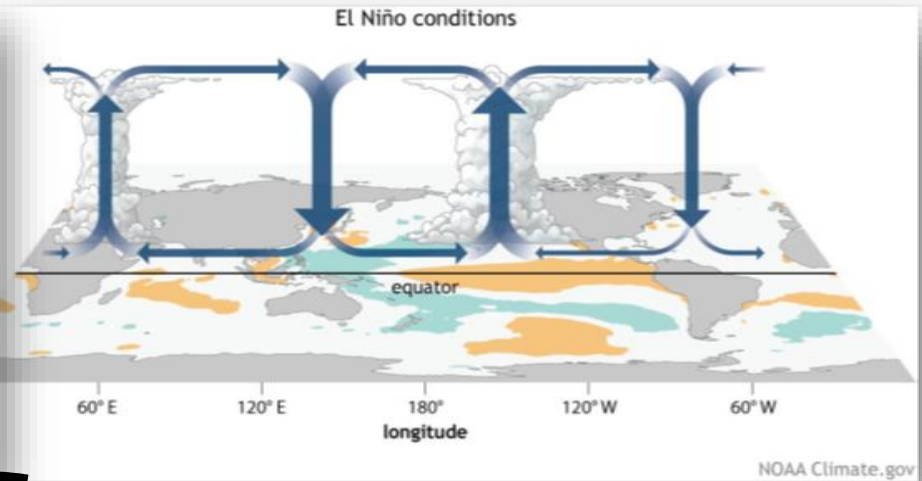 El Niño conditions
equator
60° E 120° E 180° 120° W 60° W
longitude
NOAA Climate.gov